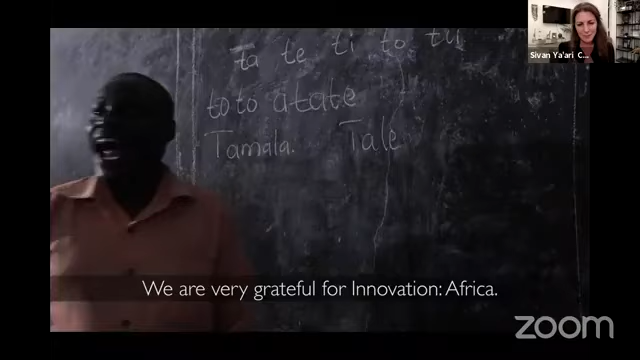 Sivan Ya'ari C...
ta te ti to tu
toto atate
Tamala. Tale
We are very grateful for Innovation: Africa.
zoom